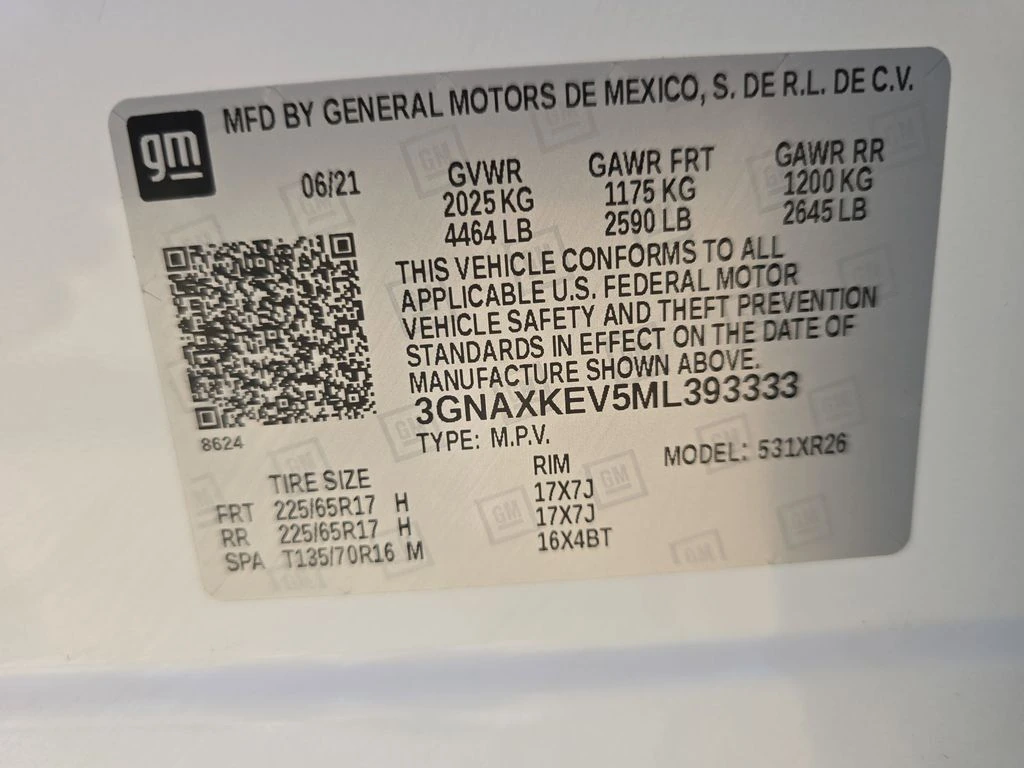 gm
MFD BY GENERAL MOTORS DE MEXICO, S. DE R.L. DE C.V.
06/21 GVWR GAWR FRT GAWR RR
2025 KG 1175 KG 1200 KG
4464 LB 2590 LB 2645 LB
THIS VEHICLE CONFORMS TO ALL
APPLICABLE U.S. FEDERAL MOTOR
VEHICLE SAFETY AND THEFT PREVENTION
STANDARDS IN EFFECT ON THE DATE OF
MANUFACTURE SHOWN ABOVE.
3GNAXKEV5ML393333
8624
TYPE: M.P.V. MODEL: 531XR26
TIRE SIZE RIM
FRT 225/65R17 H 17X7J
RR 225/65R17 H 17X7J
SPA T135/70R16 M 16X4BT